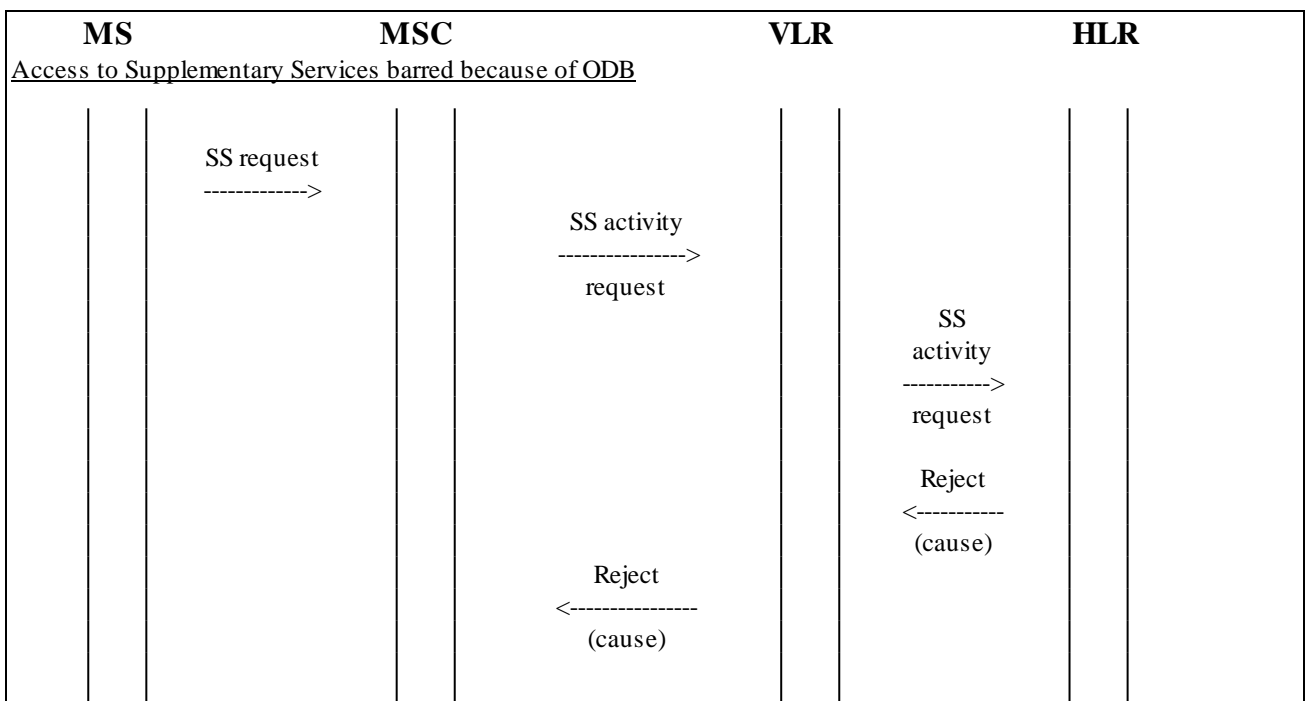 MS MSC VLR HLR
Access to Supplementary Services barred because of ODB
SS request
------------->
SS activity
---------------->
request
SS
activity
----------->
request
Reject
<-----------
(cause)
Reject
<----------------
(cause)